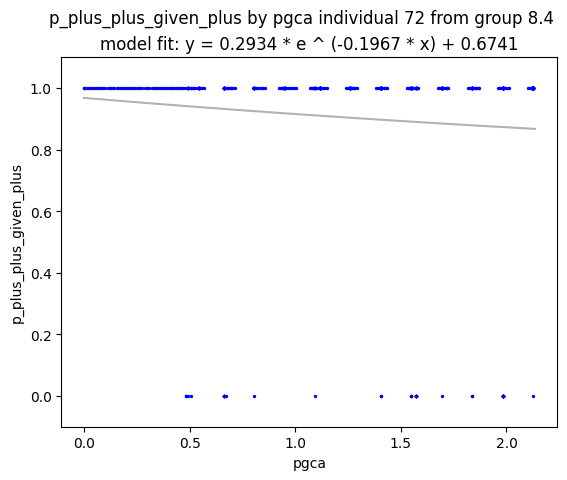 p_plus_plus_given_plus by pgca individual 72 from group 8.4
model fit: y = 0.2934 * e ^ (-0.1967 * x) + 0.6741
1.0
0.8
0.6
0.4
0.2
0.0
p_plus_plus_given_plus
0.0 0.5 1.0 1.5 2.0
pgca